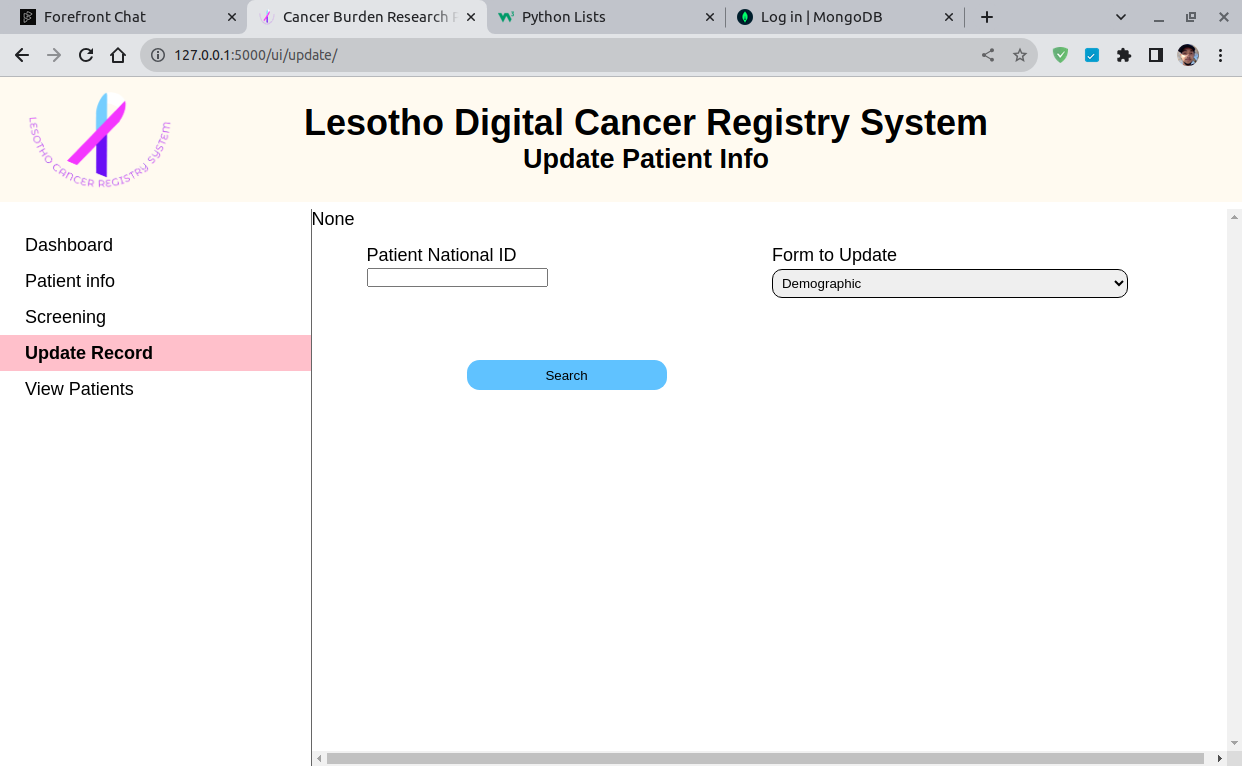 Forefront Chat
Cancer Burden Research
Python Lists
Log in | MongoDB
127.0.0.1:5000/ui/update/
LESOTHO CANCER REGISTRY SYSTEM
Lesotho Digital Cancer Registry System
Update Patient Info
None
Dashboard
Patient info
Screening
Update Record
View Patients
Patient National ID
Form to Update
Demographic
Search